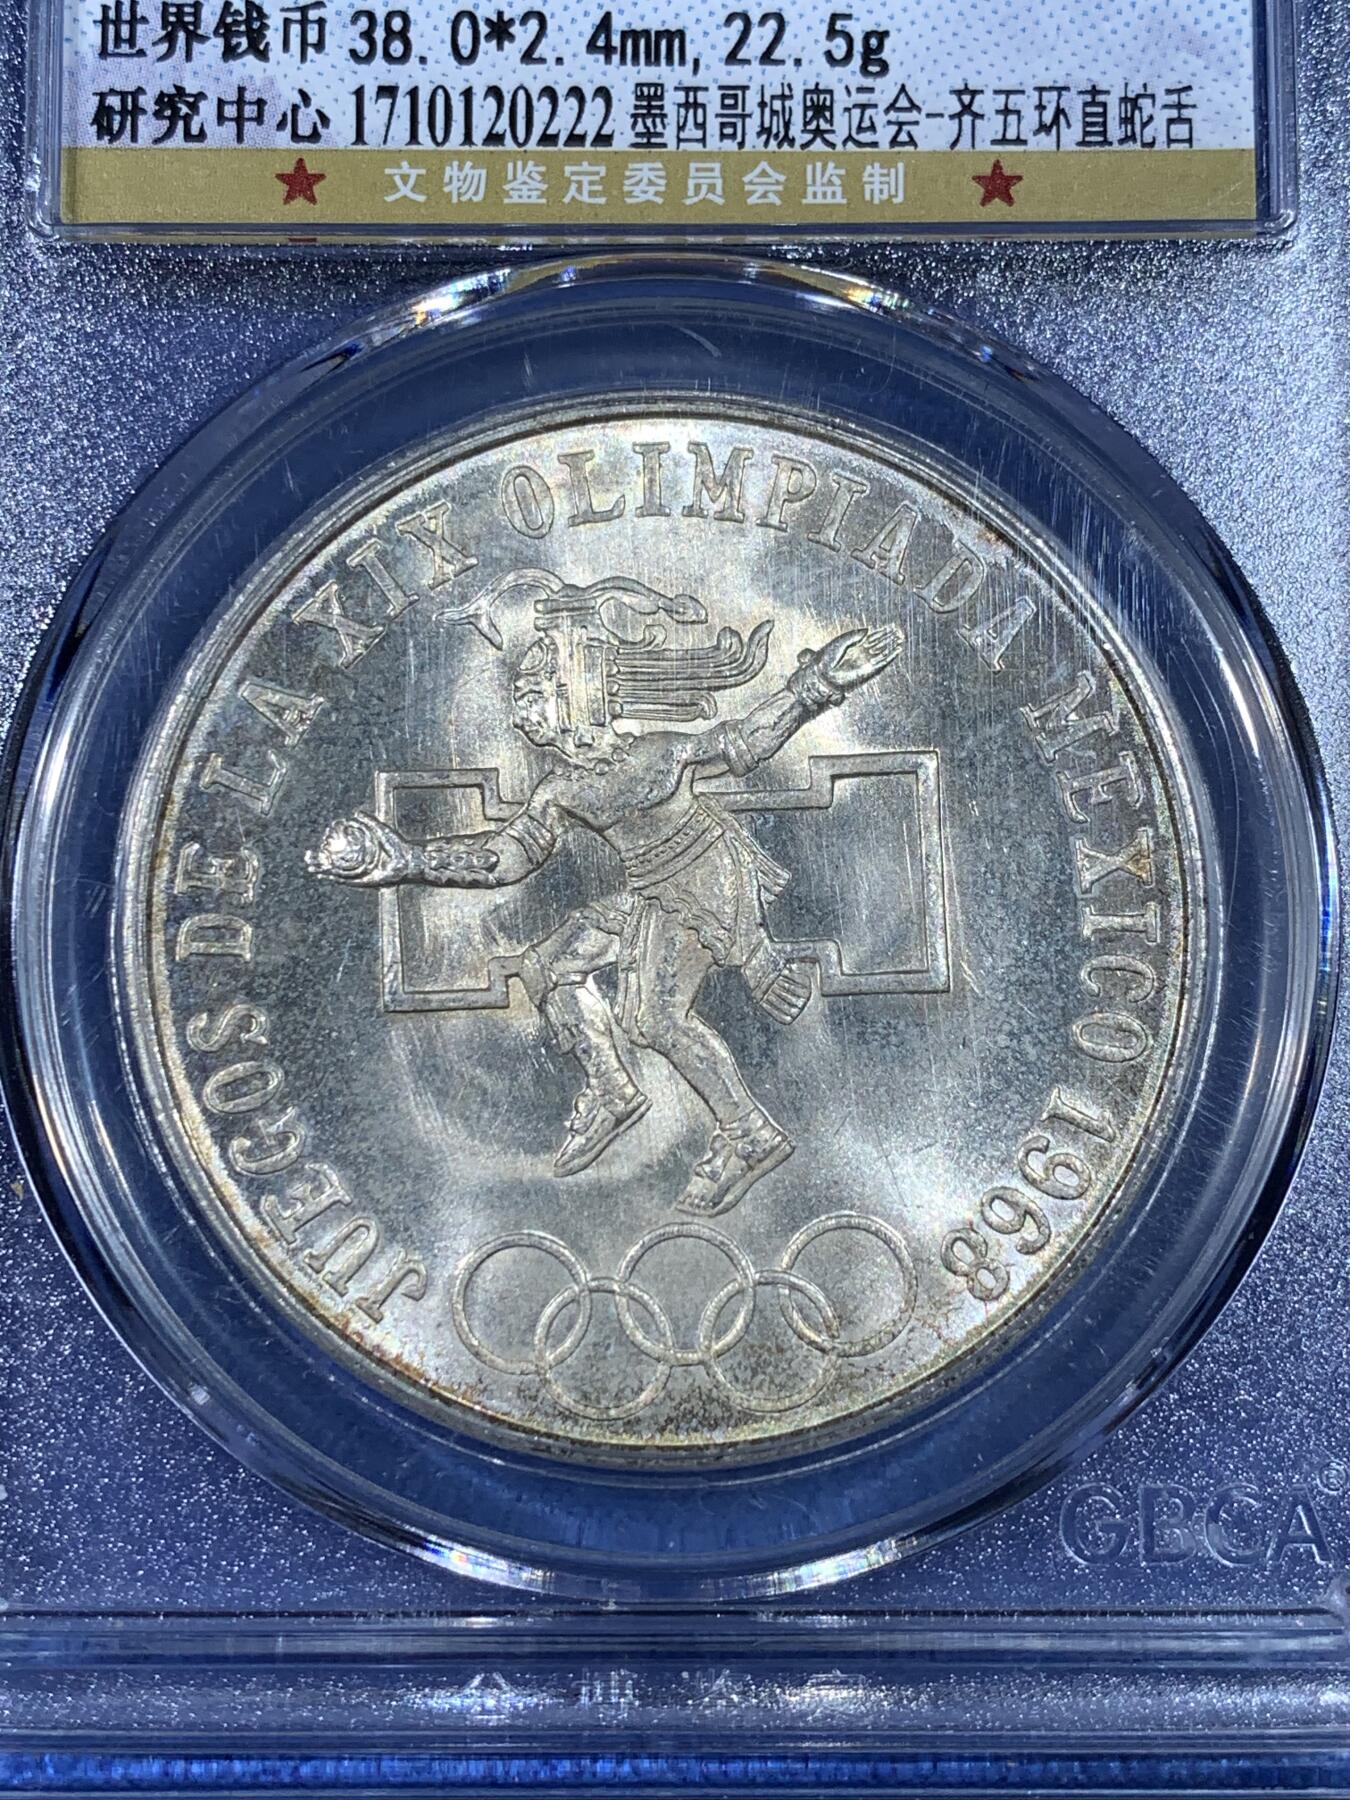 世界钱币 38.0*2.4mm,22.5g
研究中心 1710120222 墨西哥城奥运会-齐五环直蛇舌
★ 文物鉴定委员会监制 ★
JUEGOS DE LA XIX OLIMPIADA MEXICO 1968
GBCA®